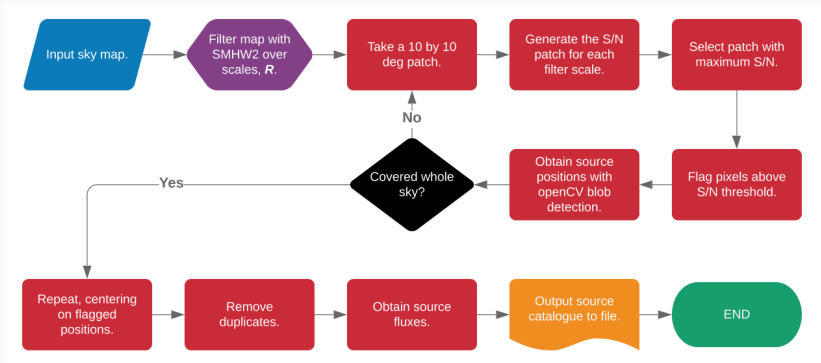 Input sky map.
Filter map with
SMHW2 over
scales, R.
Take a 10 by 10
deg patch.
Generate the S/N
patch for each
filter scale.
Select patch with
maximum S/N.
Flag pixels above
S/N threshold.
Obtain source
positions with
openCV blob
detection.
Covered whole
sky?
No
Yes
Repeat, centering
on flagged
positions.
Remove
duplicates.
Obtain source
fluxes.
Output source
catalogue to file.
END